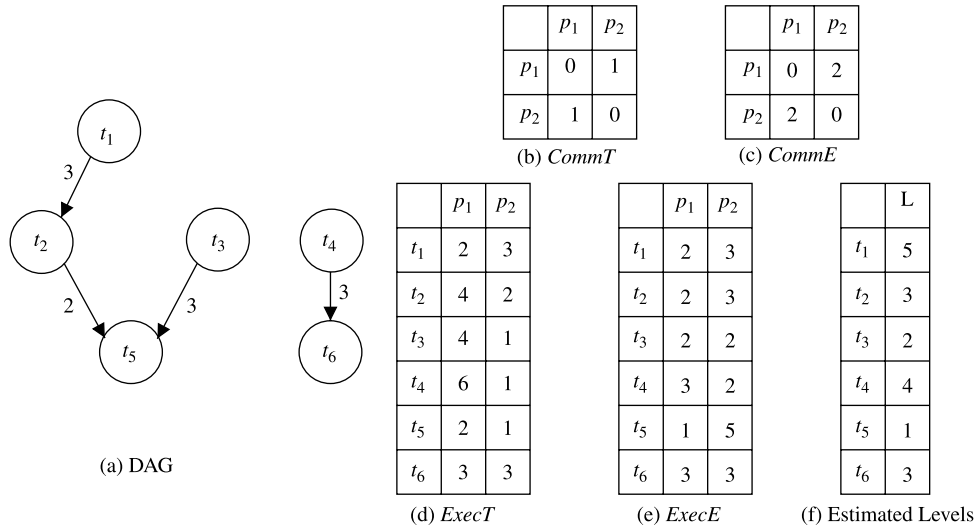 p₁ p₂
p₁ 0 1
p₂ 1 0
(b) CommT
p₁ p₂
p₁ 0 2
p₂ 2 0
(c) CommE
t₁
3
t₂
t₃
t₄
2
3
3
t₅
t₆
(a) DAG
p₁ p₂
t₁ 2 3
t₂ 4 2
t₃ 4 1
t₄ 6 1
t₅ 2 1
t₆ 3 3
(d) ExecT
p₁ p₂
t₁ 2 3
t₂ 2 3
t₃ 2 2
t₄ 3 2
t₅ 1 5
t₆ 3 3
(e) ExecE
L
t₁ 5
t₂ 3
t₃ 2
t₄ 4
t₅ 1
t₆ 3
(f) Estimated Levels